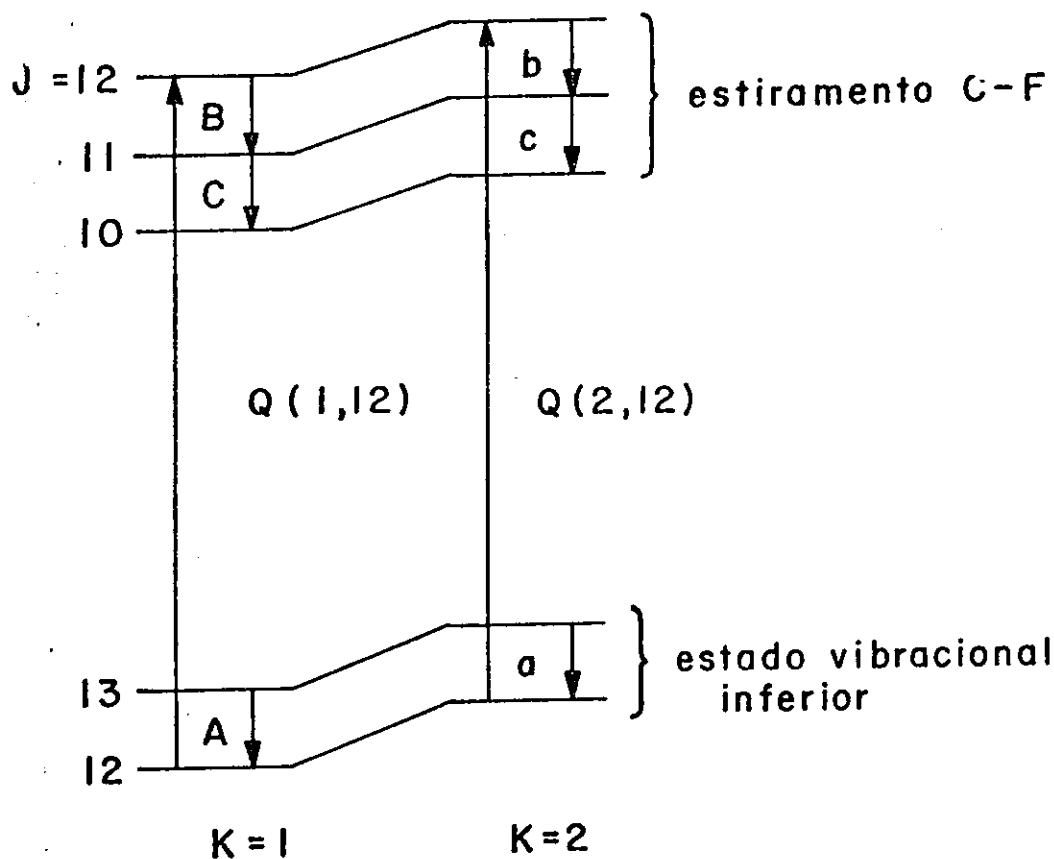 J = 12
B
b
estiramento C-F
11
C
c
10
Q(1,12)
Q(2,12)
13
A
a
estado vibracional
inferior
12
K = 1
K = 2